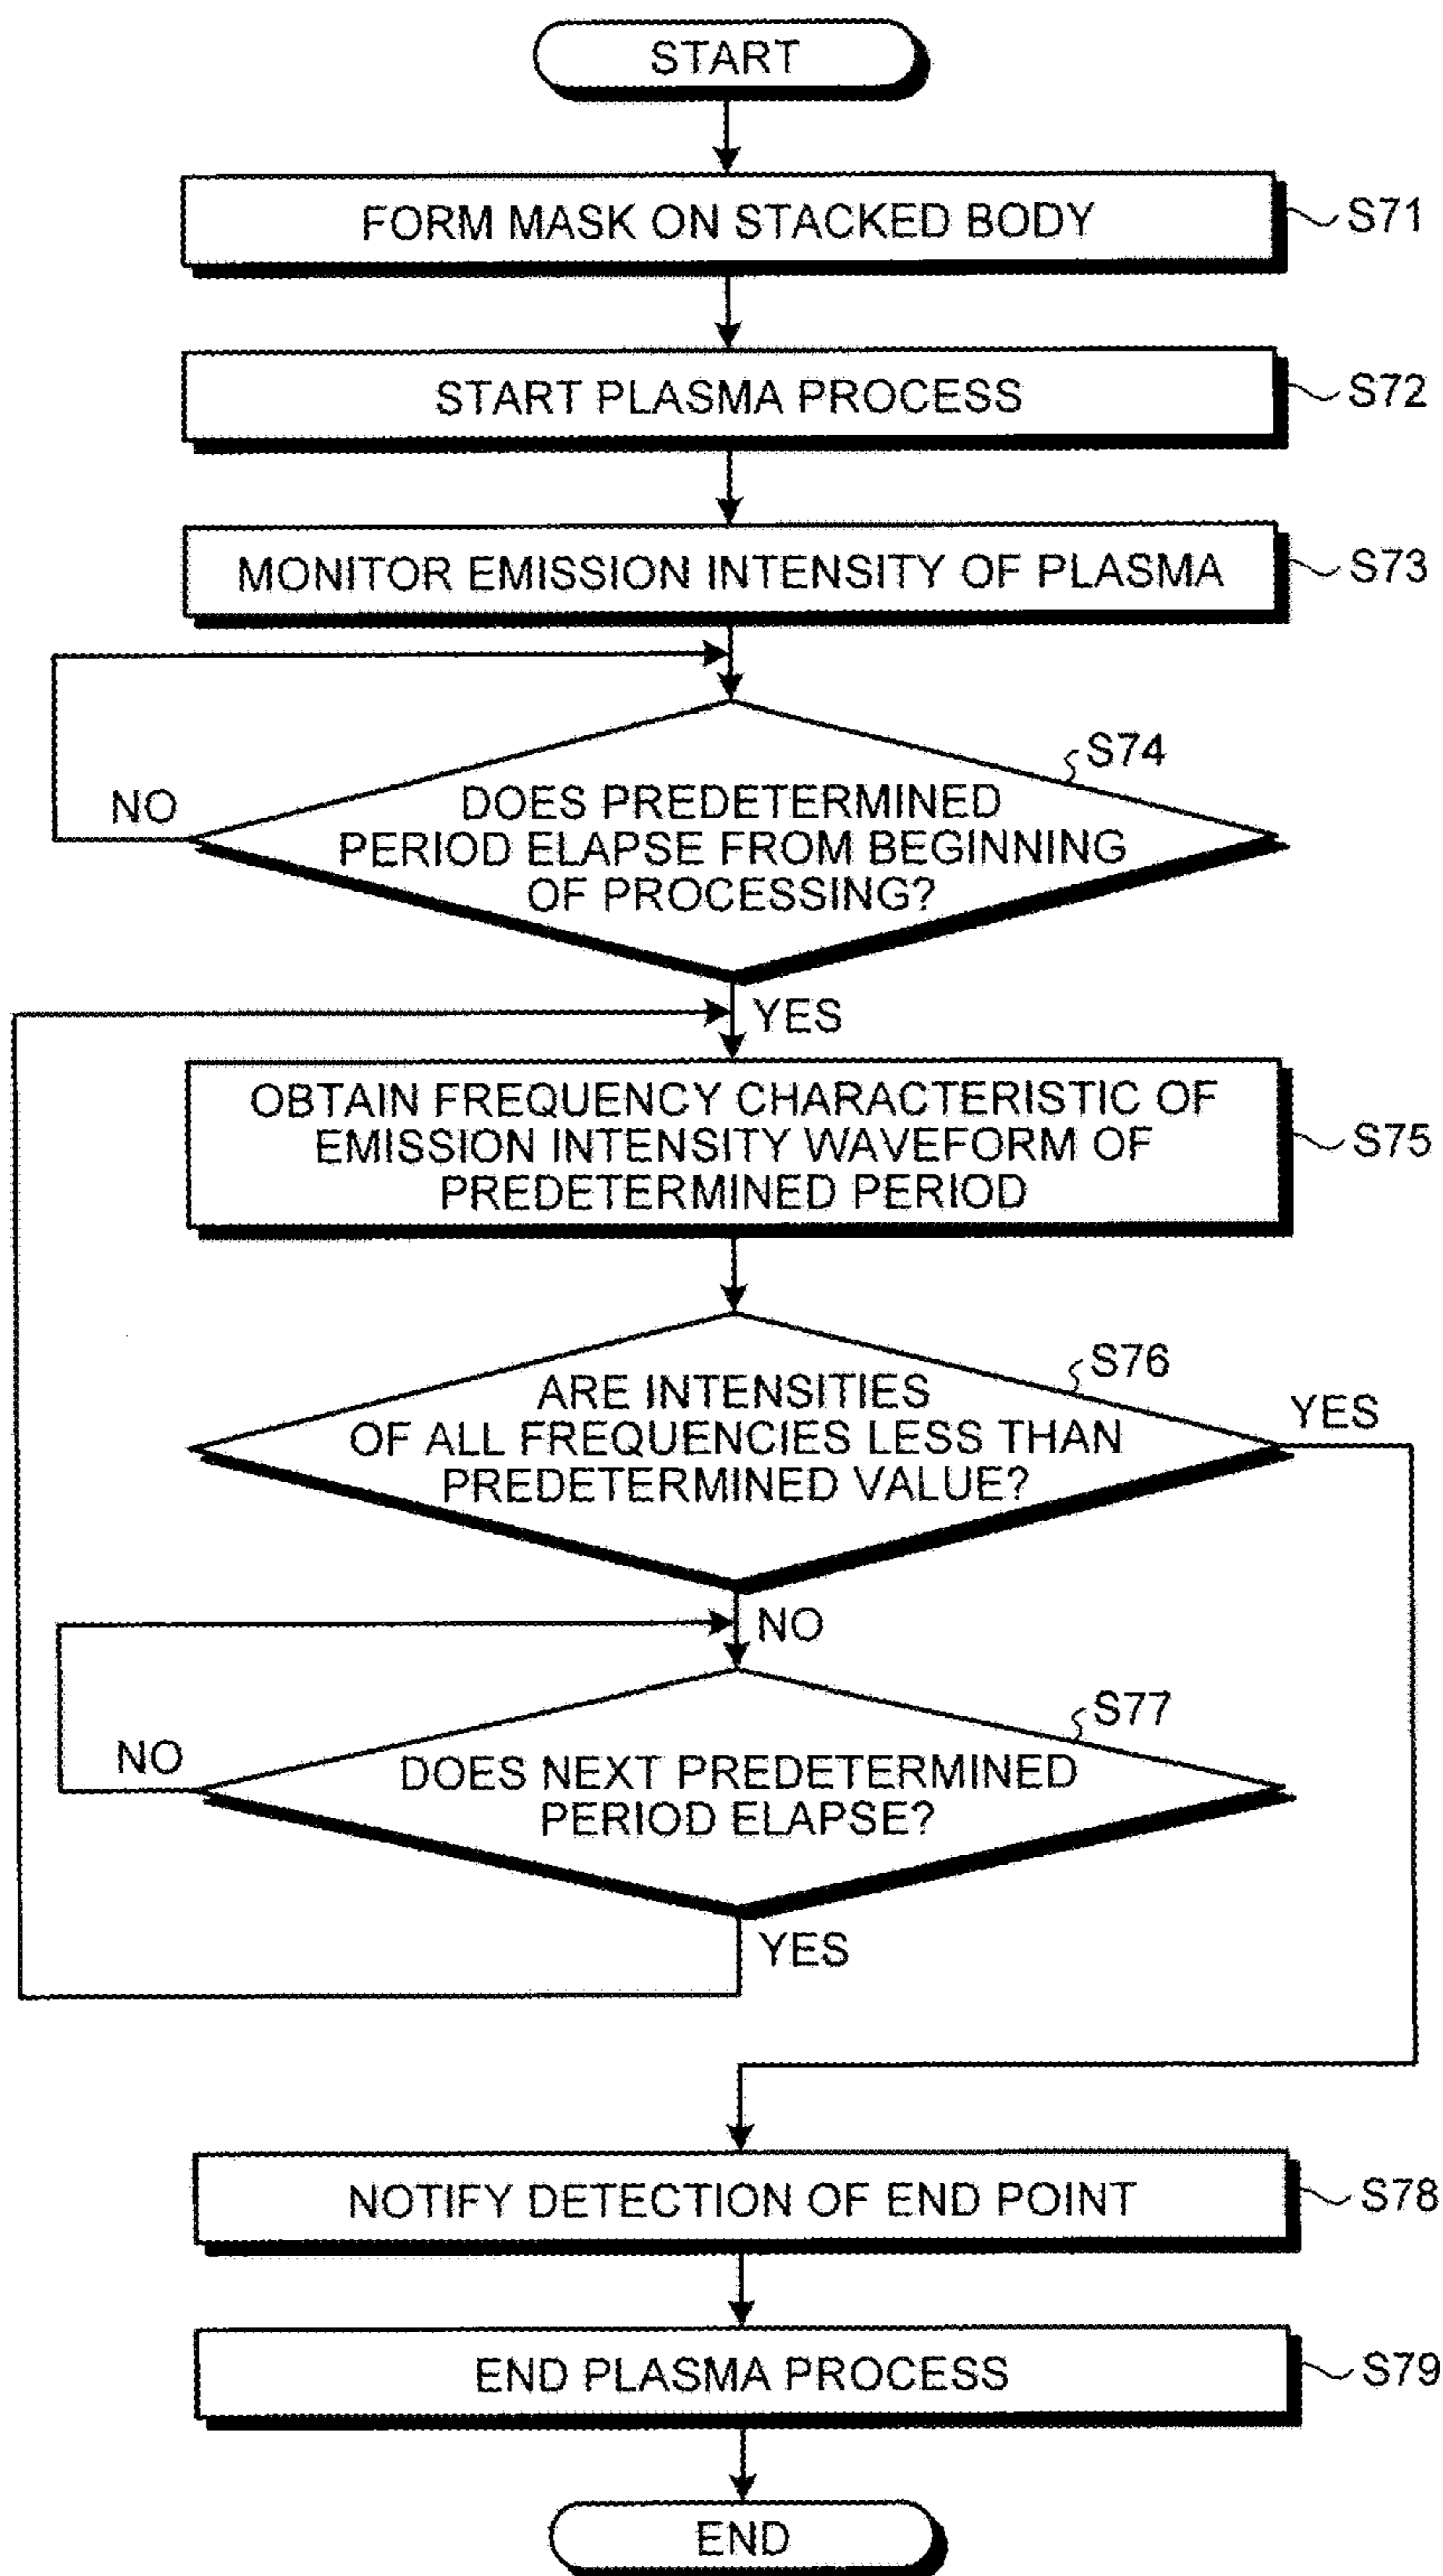 START
FORM MASK ON STACKED BODY
S71
START PLASMA PROCESS
S72
MONITOR EMISSION INTENSITY OF PLASMA
S73
S74
NO
DOES PREDETERMINED
PERIOD ELAPSE FROM BEGINNING
OF PROCESSING?
YES
OBTAIN FREQUENCY CHARACTERISTIC OF
EMISSION INTENSITY WAVEFORM OF
PREDETERMINED PERIOD
S75
S76
ARE INTENSITIES
OF ALL FREQUENCIES LESS THAN
PREDETERMINED VALUE?
YES
NO
S77
NO
DOES NEXT PREDETERMINED
PERIOD ELAPSE?
YES
NOTIFY DETECTION OF END POINT
S78
END PLASMA PROCESS
S79
END